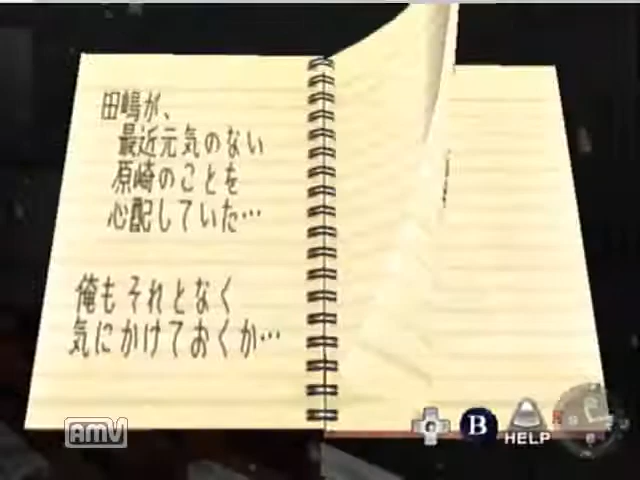 田嶋が、
最近元気のない
原崎のことを
心配していた…
俺もそれとなく
気にかけておくか…
AMV
B
HELP